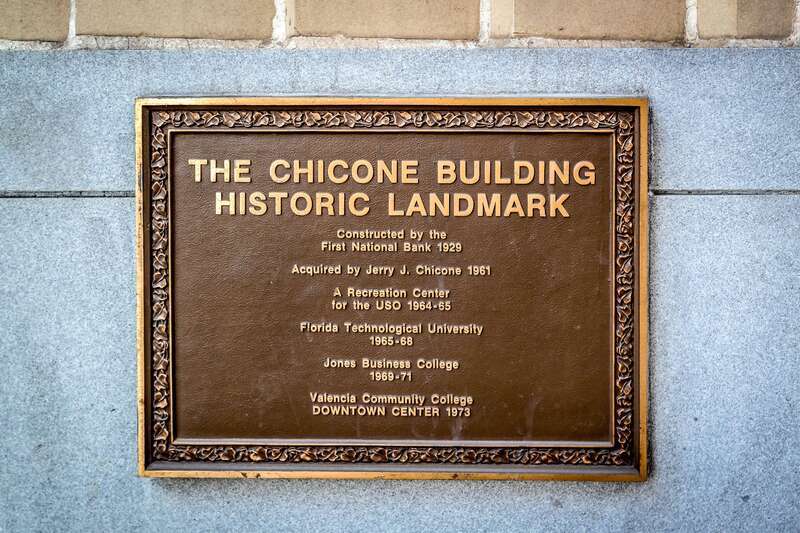 THE CHICONE BUILDING
HISTORIC LANDMARK
Constructed by the
First National Bank 1929
Acquired by Jerry J. Chicone 1961
A Recreation Center
for the USO 1964-65
Florida Technological University
1965-68
Jones Business College
1969-71
Valencia Community College
DOWNTOWN CENTER 1973